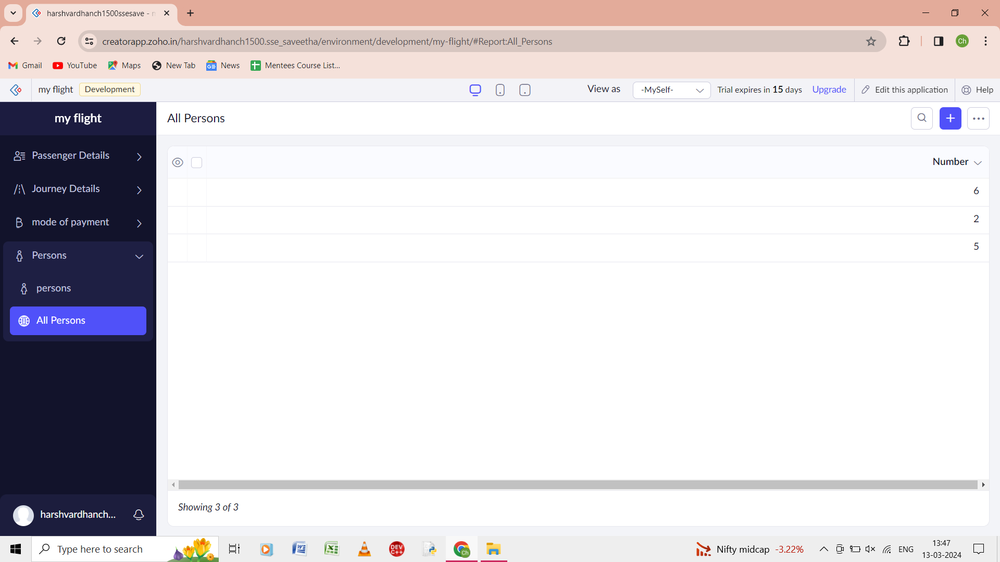 harshvardhanch1500ssesave - 
creatorapp.zoho.in/harshvardhanch1500.sse_saveetha/environment/development/my-flight/#Report:All_Persons
Ch
Gmail YouTube Maps New Tab News Mentees Course List...
my flight Development View as -MySelf- Trial expires in 15 days Upgrade Edit this application Help
my flight
All Persons
Passenger Details
Journey Details
mode of payment
Persons
persons
All Persons
Number
6
2
5
Showing 3 of 3
harshvardhanch...
Type here to search
DEV C++
Ch
Nifty midcap -3.22%
ENG
13:47
13-03-2024